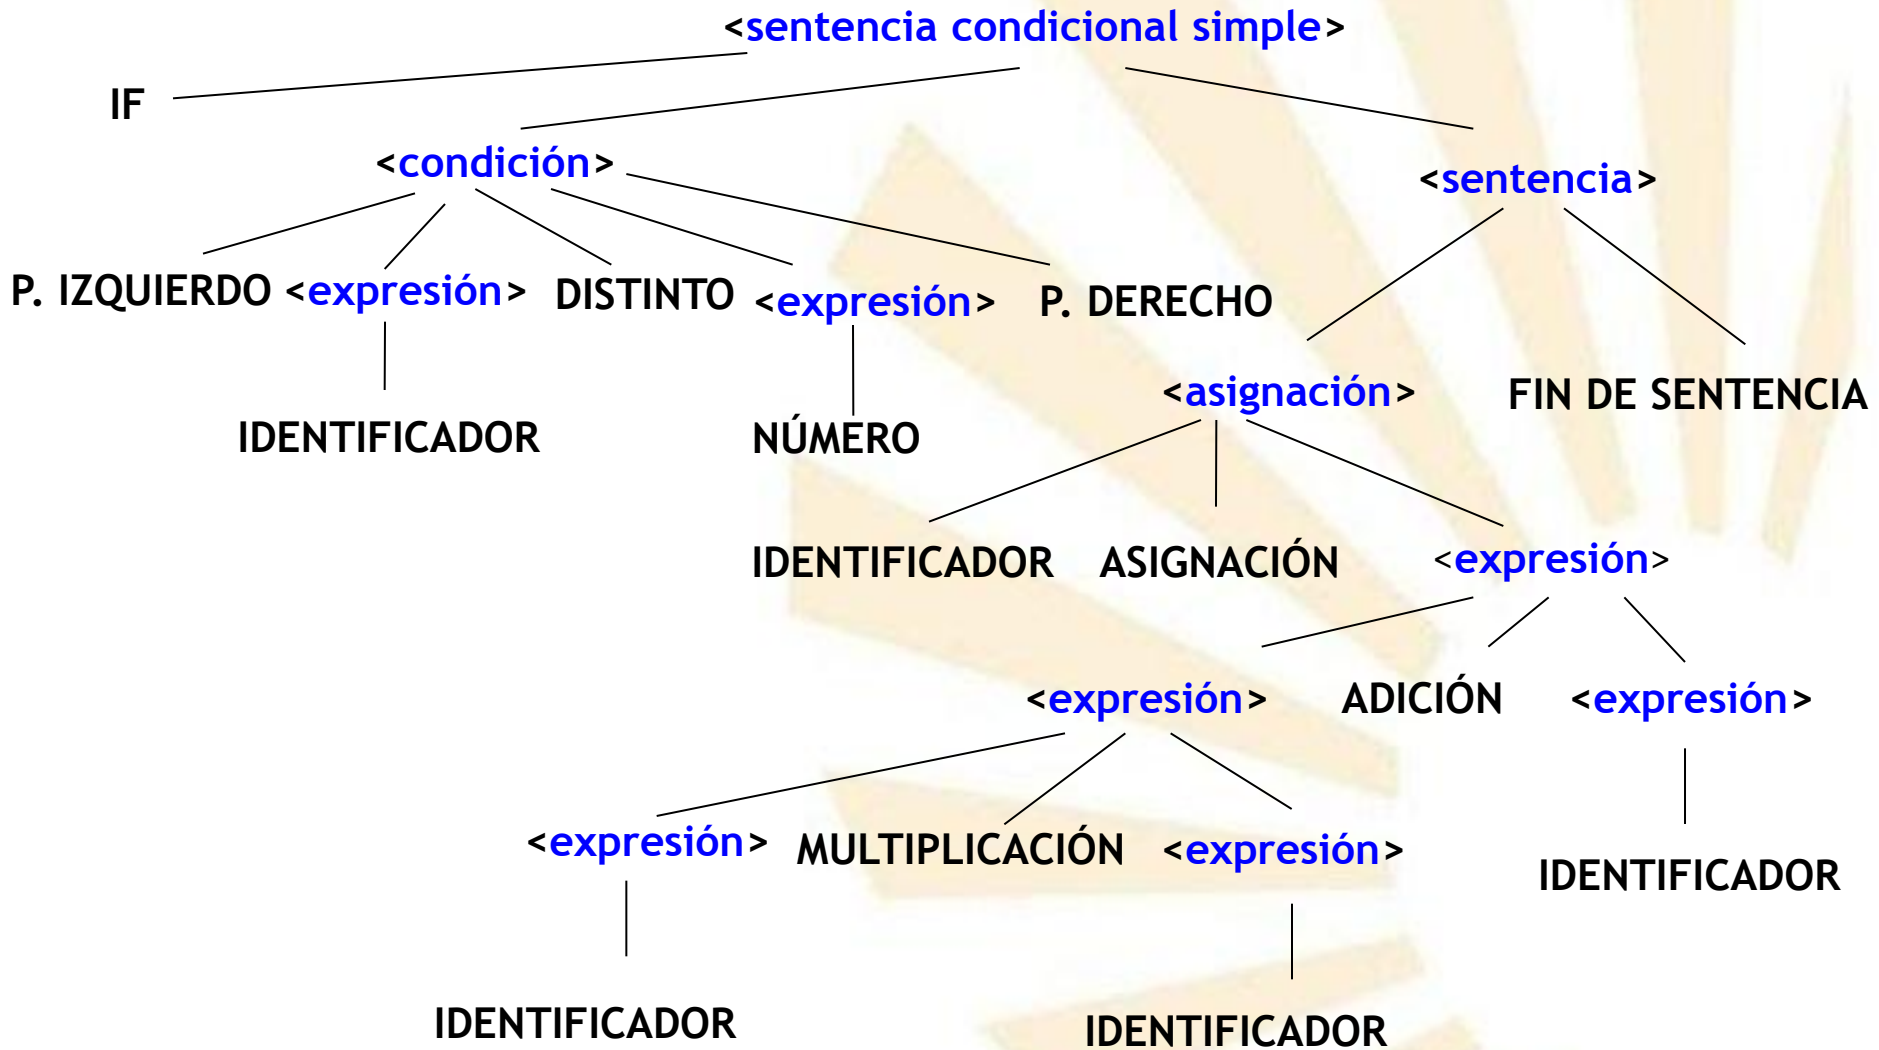 <sentencia condicional simple>
IF
<condición>
<sentencia>
P. IZQUIERDO <expresión> DISTINTO <expresión> P. DERECHO
<asignación> FIN DE SENTENCIA
IDENTIFICADOR NÚMERO
IDENTIFICADOR ASIGNACIÓN <expresión>
<expresión> ADICIÓN <expresión>
<expresión> MULTIPLICACIÓN <expresión>
IDENTIFICADOR
IDENTIFICADOR IDENTIFICADOR